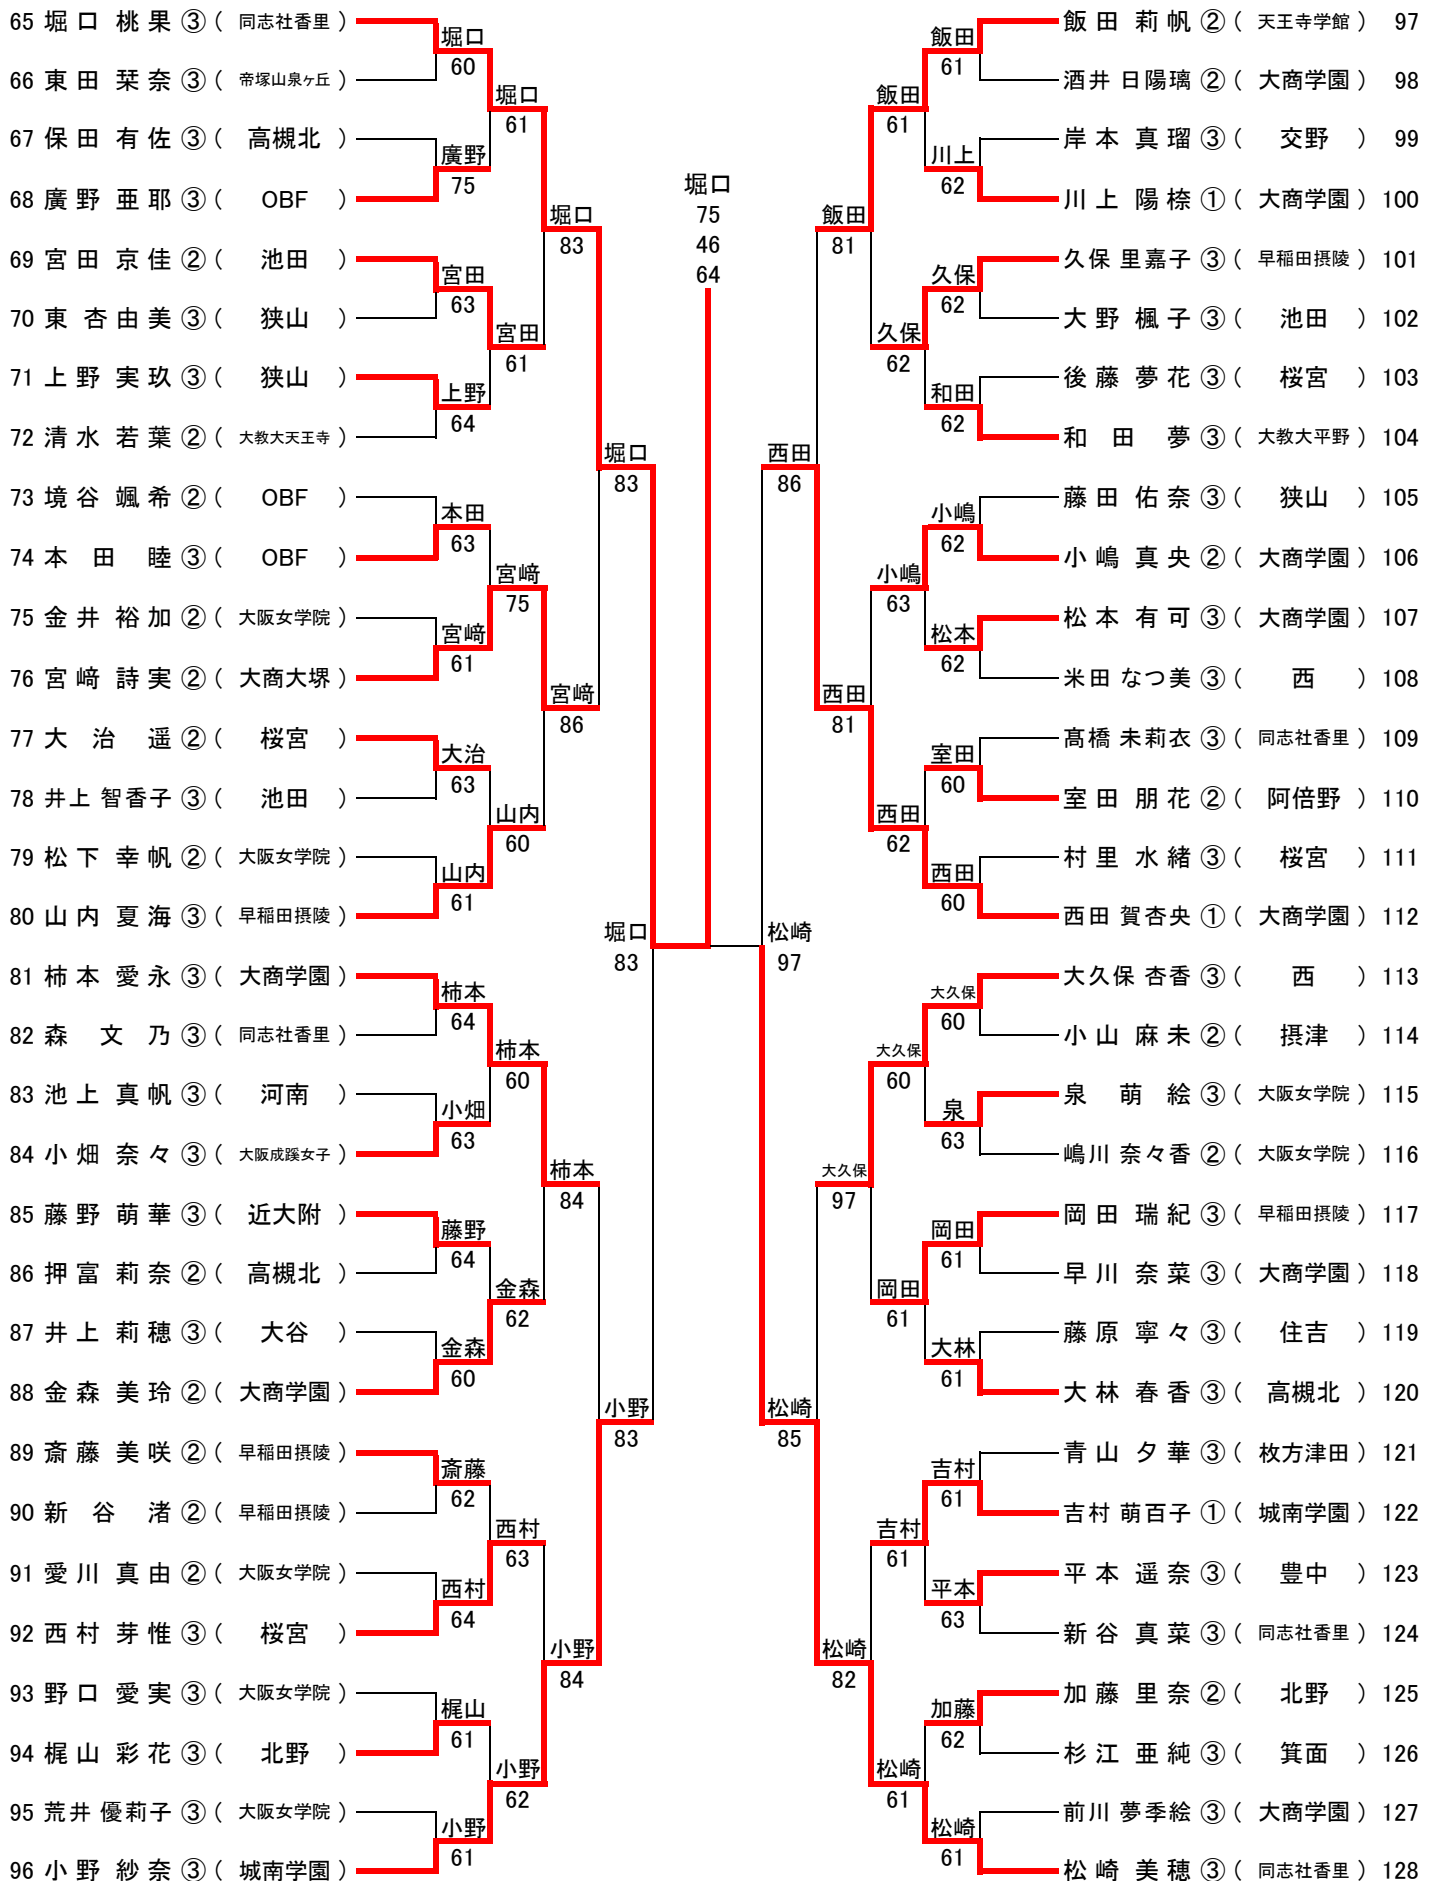 65 堀口 桃果 ③ ( 同志社香里 )
66 東田 栞奈 ③ ( 帝塚山泉ヶ丘 )
67 保田 有佐 ③ ( 高槻北 )
68 廣野 亜耶 ③ ( OBF )
69 宮田 京佳 ② ( 池田 )
70 東 杏由美 ③ ( 狭山 )
71 上野 実玖 ③ ( 狭山 )
72 清水 若葉 ② ( 大教大天王寺 )
73 境谷 颯希 ② ( OBF )
74 本田 睦 ③ ( OBF )
75 金井 裕加 ② ( 大阪女学院 )
76 宮﨑 詩実 ② ( 大商大堺 )
77 大治 遥 ② ( 桜宮 )
78 井上 智香子 ③ ( 池田 )
79 松下 幸帆 ② ( 大阪女学院 )
80 山内 夏海 ③ ( 早稲田摂陵 )
81 柿本 愛永 ③ ( 大商学園 )
82 森 文乃 ③ ( 同志社香里 )
83 池上 真帆 ③ ( 河南 )
84 小畑 奈々 ③ ( 大阪成蹊女子 )
85 藤野 萌華 ③ ( 近大附 )
86 押富 莉奈 ② ( 高槻北 )
87 井上 莉穂 ③ ( 大谷 )
88 金森 美玲 ② ( 大商学園 )
89 斎藤 美咲 ② ( 早稲田摂陵 )
90 新谷 渚 ② ( 早稲田摂陵 )
91 愛川 真由 ② ( 大阪女学院 )
92 西村 芽惟 ③ ( 桜宮 )
93 野口 愛実 ③ ( 大阪女学院 )
94 梶山 彩花 ③ ( 北野 )
95 荒井 優莉子 ③ ( 大阪女学院 )
96 小野 紗奈 ③ ( 城南学園 )
堀口
60
廣野
75
宮田
63
上野
64
本田
63
宮﨑
61
大治
63
山内
61
柿本
64
小畑
63
藤野
64
金森
60
斎藤
62
西村
64
梶山
61
小野
61
堀口
61
宮田
61
宮﨑
75
山内
60
柿本
60
金森
62
西村
63
小野
62
堀口
83
宮﨑
86
柿本
84
小野
84
堀口
83
小野
83
堀口
83
堀口
75
46
64
松崎
97
西田
86
松崎
85
飯田
81
西田
81
大久保
97
松崎
82
飯田
61
久保
62
小嶋
63
西田
62
大久保
60
岡田
61
吉村
61
松崎
61
飯田
61
川上
62
久保
62
和田
62
小嶋
62
松本
62
室田
60
西田
60
大久保
60
泉
63
岡田
61
大林
61
吉村
61
平本
63
加藤
62
松崎
61
飯田 莉帆 ② ( 天王寺学館 ) 97
酒井 日陽璃 ② ( 大商学園 ) 98
岸本 真瑠 ③ ( 交野 ) 99
川上 陽栋 ① ( 大商学園 ) 100
久保 里嘉子 ③ ( 早稲田摂陵 ) 101
大野 楓子 ③ ( 池田 ) 102
後藤 夢花 ③ ( 桜宮 ) 103
和田 夢 ③ ( 大教大平野 ) 104
藤田 佑奈 ③ ( 狭山 ) 105
小嶋 真央 ② ( 大商学園 ) 106
松本 有可 ③ ( 大商学園 ) 107
米田 なつ美 ③ ( 西 ) 108
髙橋 未莉衣 ③ ( 同志社香里 ) 109
室田 朋花 ② ( 阿倍野 ) 110
村里 水緒 ③ ( 桜宮 ) 111
西田 賀杏央 ① ( 大商学園 ) 112
大久保 杏香 ③ ( 西 ) 113
小山 麻未 ② ( 摂津 ) 114
泉 萌絵 ③ ( 大阪女学院 ) 115
嶋川 奈々香 ② ( 大阪女学院 ) 116
岡田 瑞紀 ③ ( 早稲田摂陵 ) 117
早川 奈菜 ③ ( 大商学園 ) 118
藤原 寧々 ③ ( 住吉 ) 119
大林 春香 ③ ( 高槻北 ) 120
青山 夕華 ③ ( 枚方津田 ) 121
吉村 萌百子 ① ( 城南学園 ) 122
平本 遥奈 ③ ( 豊中 ) 123
新谷 真菜 ③ ( 同志社香里 ) 124
加藤 里奈 ② ( 北野 ) 125
杉江 亜純 ③ ( 箕面 ) 126
前川 夢季絵 ③ ( 大商学園 ) 127
松崎 美穂 ③ ( 同志社香里 ) 128